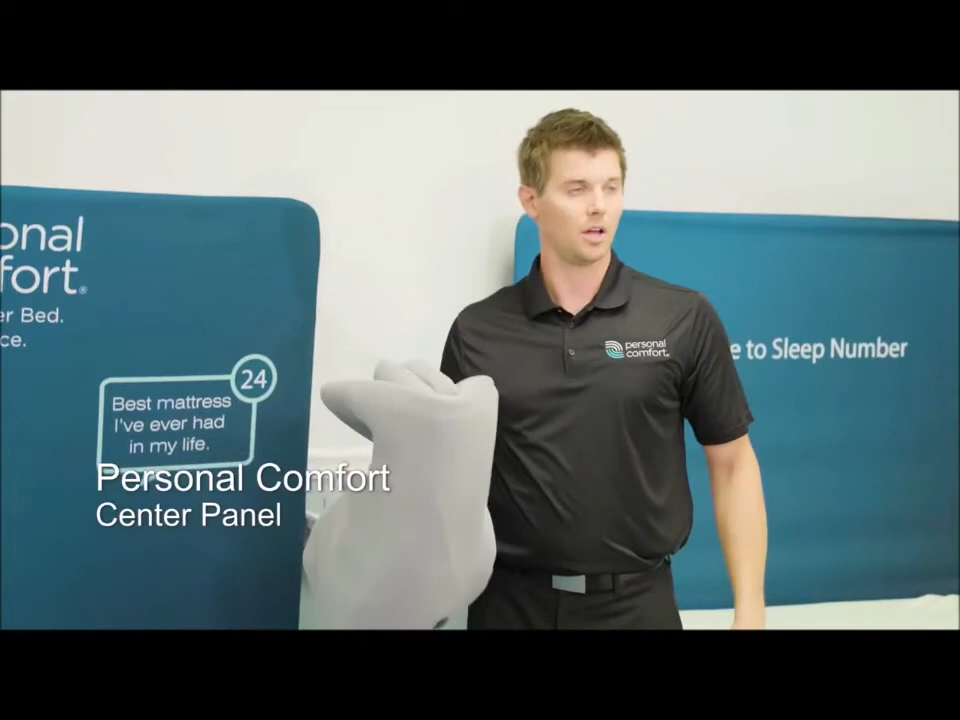 onal
fort.®
er Bed.
ce.
24
Best mattress
I've ever had
in my life.
Personal Comfort
Center Panel
personal
comfort.
e to Sleep Number